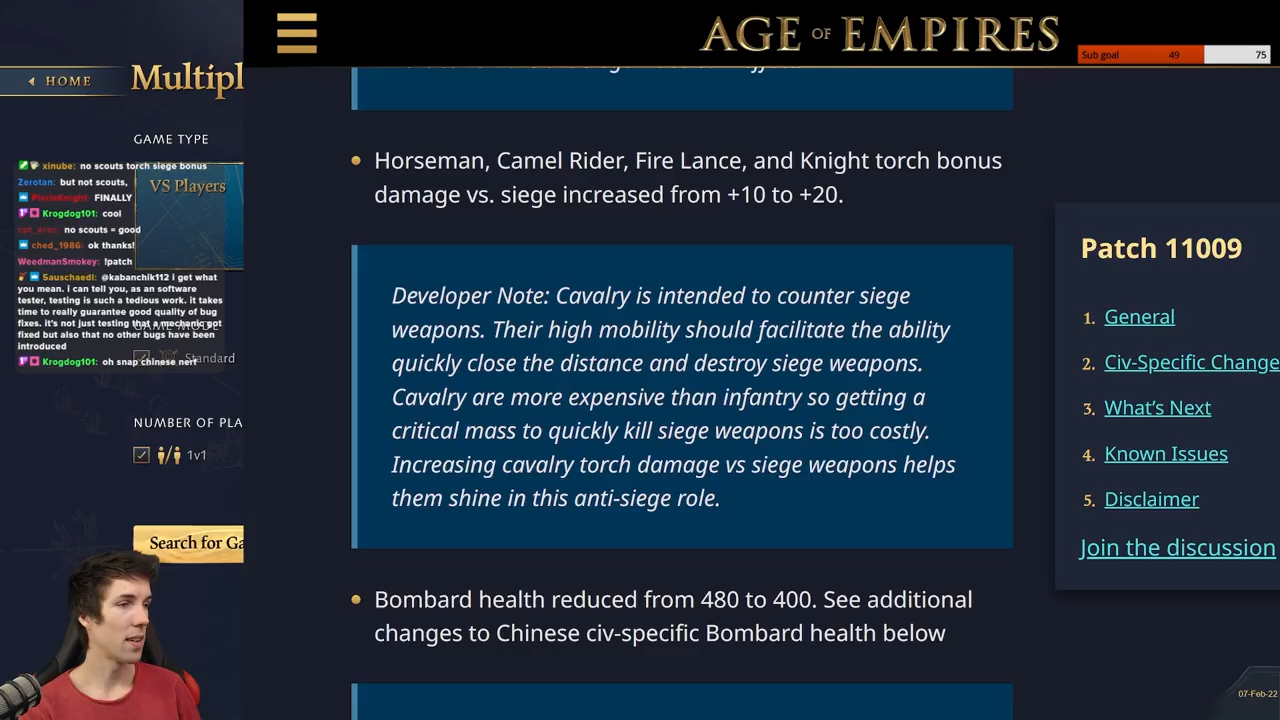 AGE OF EMPIRES
Sub goal 49 75
HOME
Multipl
GAME TYPE
VS Players
xinube: no scouts torch siege bonus
Zerotan: but not scouts,
FINALLY
Krogdog101: cool
no scouts = good
ched_1986: ok thanks!
WeedmanSmokey: !patch
Sauschaedl: @kabanchik112 i get what
you mean. i can tell you, as an software
tester, testing is such a tedious work. it takes
time to really guarantee good quality of bug
fixes. it's not just testing that a mechanic got
fixed but also that no other bugs have been
introduced
Krogdog101: oh snap chinese nerf
Standard
NUMBER OF PLA
1v1
Search for Ga
Horseman, Camel Rider, Fire Lance, and Knight torch bonus
damage vs. siege increased from +10 to +20.
Developer Note: Cavalry is intended to counter siege
weapons. Their high mobility should facilitate the ability
quickly close the distance and destroy siege weapons.
Cavalry are more expensive than infantry so getting a
critical mass to quickly kill siege weapons is too costly.
Increasing cavalry torch damage vs siege weapons helps
them shine in this anti-siege role.
Bombard health reduced from 480 to 400. See additional
changes to Chinese civ-specific Bombard health below
Patch 11009
1. General
2. Civ-Specific Change
3. What's Next
4. Known Issues
5. Disclaimer
Join the discussion
07-Feb-22